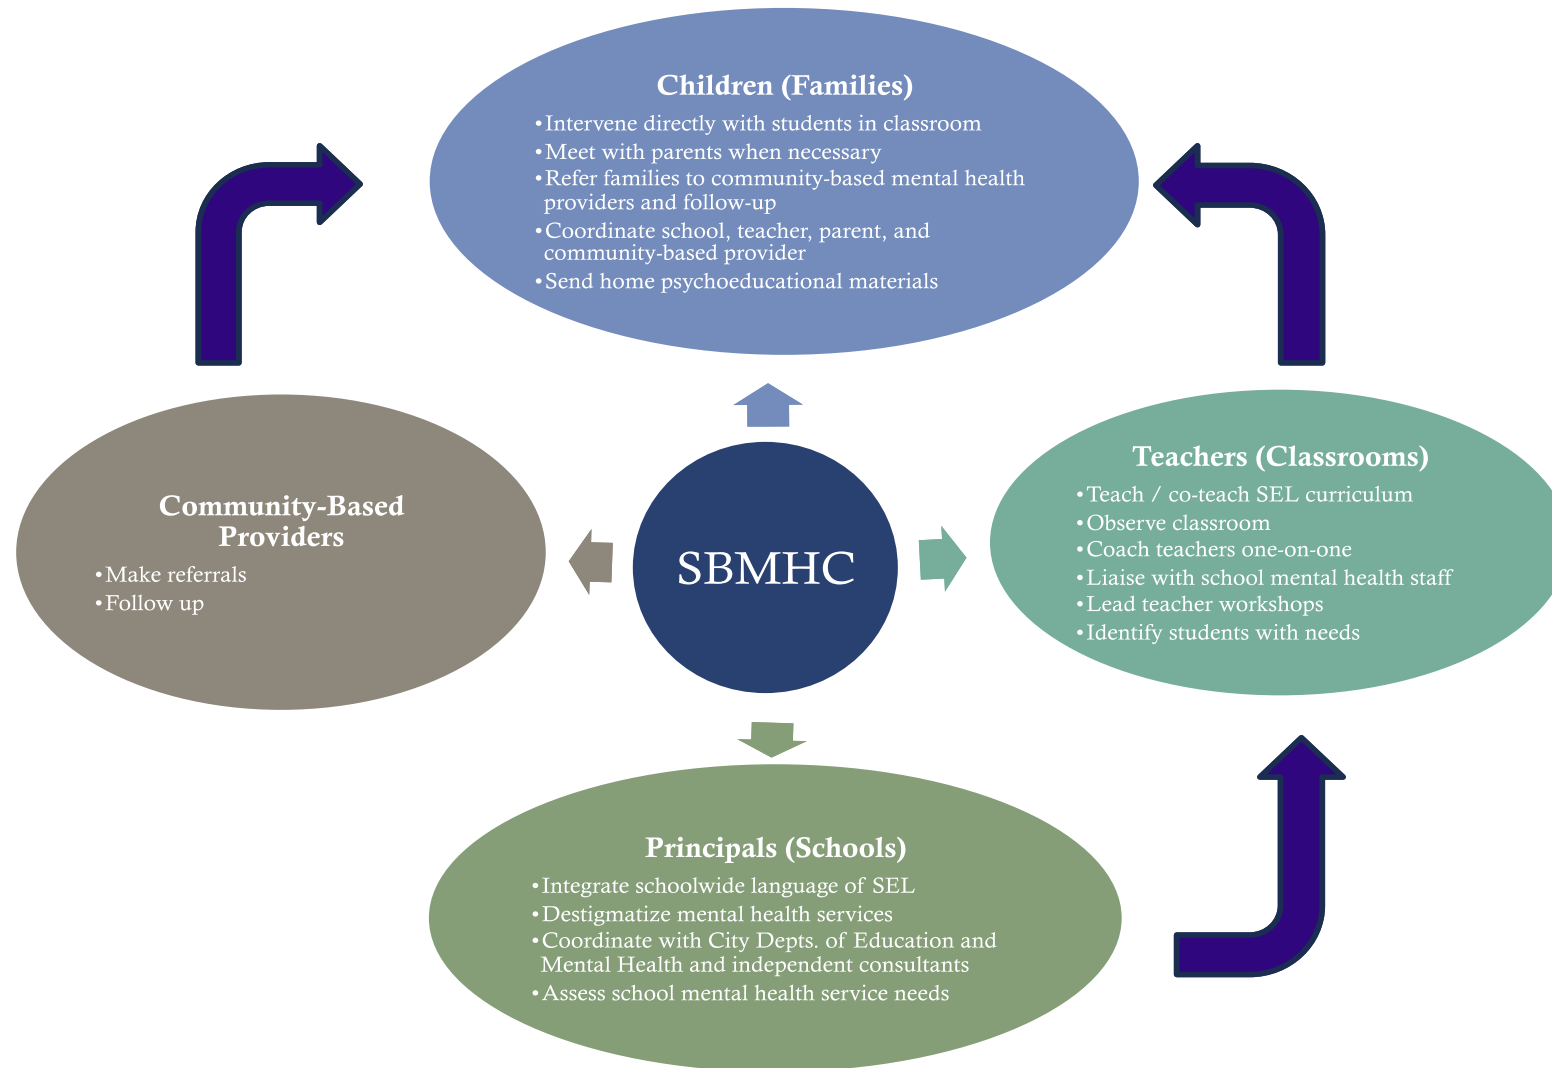 Children (Families)
•Intervene directly with students in classroom
•Meet with parents when necessary
•Refer families to community-based mental health
providers and follow-up
•Coordinate school, teacher, parent, and
community-based provider
•Send home psychoeducational materials
Community-Based
Providers
•Make referrals
•Follow up
SBMHC
Teachers (Classrooms)
•Teach / co-teach SEL curriculum
•Observe classroom
•Coach teachers one-on-one
•Liaise with school mental health staff
•Lead teacher workshops
•Identify students with needs
Principals (Schools)
•Integrate schoolwide language of SEL
•Destigmatize mental health services
•Coordinate with City Depts. of Education and
Mental Health and independent consultants
•Assess school mental health service needs